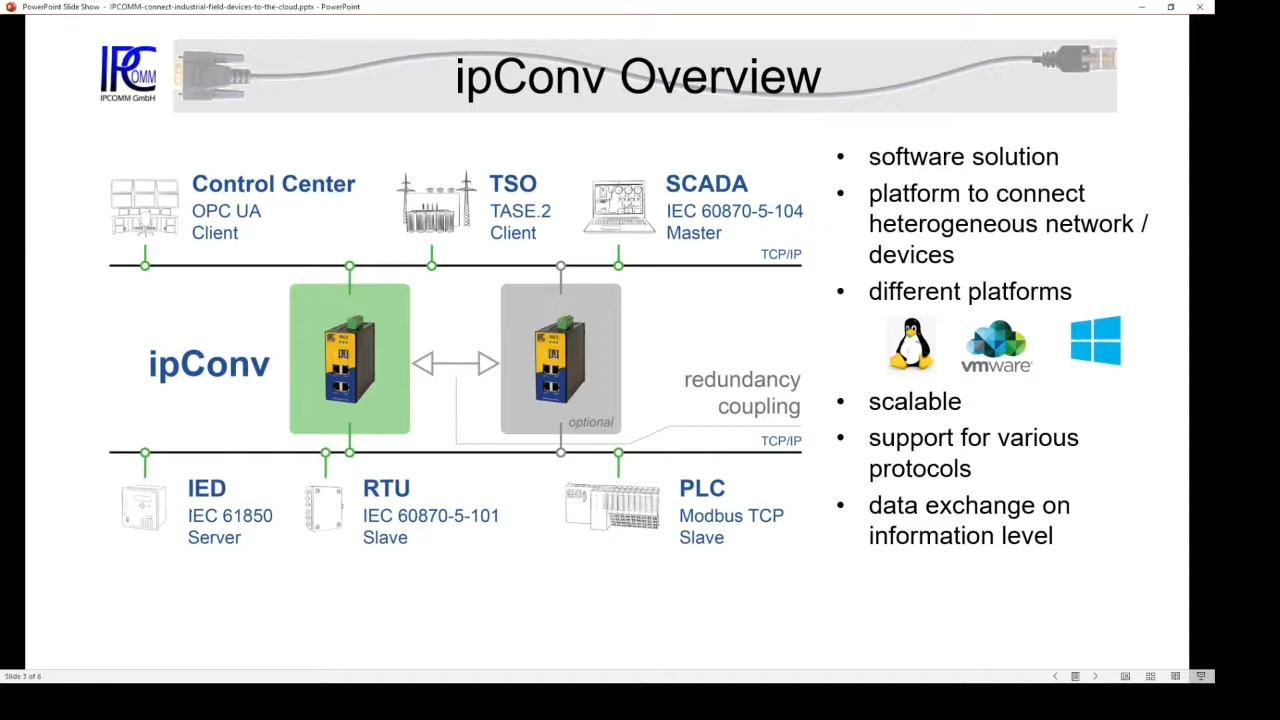 PowerPoint Slide Show - IPCOMM-connect-industrial-field-devices-to-the-cloud.pptx - PowerPoint
IPCOMM
IPCOMM GmbH
ipConv Overview
Control Center
OPC UA
Client
TSO
TASE.2
Client
SCADA
IEC 60870-5-104
Master
TCP/IP
ipConv
optional
redundancy
coupling
TCP/IP
IED
IEC 61850
Server
RTU
IEC 60870-5-101
Slave
PLC
Modbus TCP
Slave
• software solution
• platform to connect
heterogeneous network /
devices
• different platforms
vmware®
• scalable
• support for various
protocols
• data exchange on
information level
Slide 3 of 6